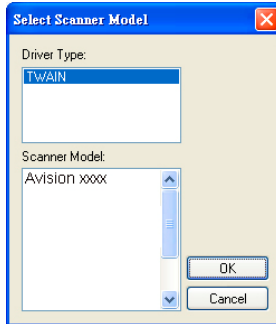 Select Scanner Model
Driver Type:
TWAIN
Scanner Model:
Avision xxxx
OK
Cancel